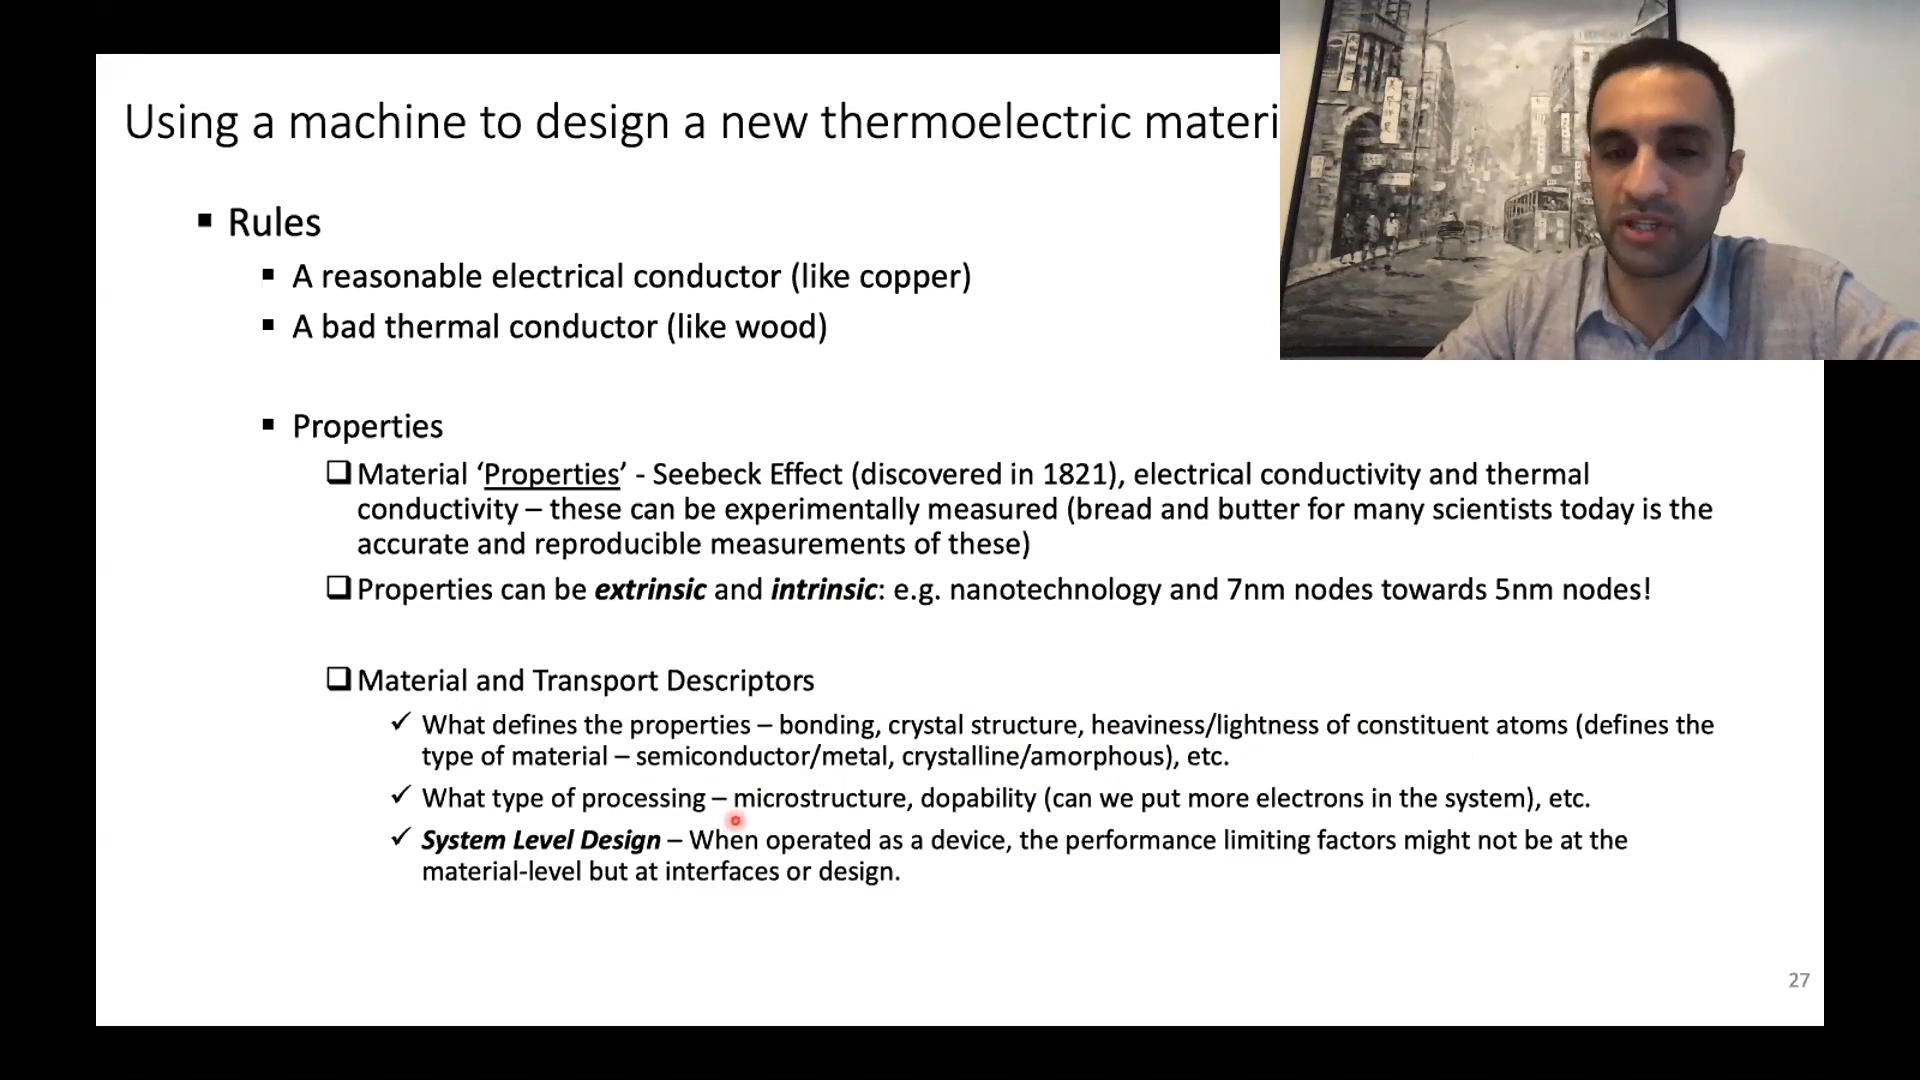 Using a machine to design a new thermoelectric materi
Rules
A reasonable electrical conductor (like copper)
A bad thermal conductor (like wood)
Properties
Material ‘Properties’ - Seebeck Effect (discovered in 1821), electrical conductivity and thermal
conductivity – these can be experimentally measured (bread and butter for many scientists today is the
accurate and reproducible measurements of these)
Properties can be extrinsic and intrinsic: e.g. nanotechnology and 7nm nodes towards 5nm nodes!
Material and Transport Descriptors
What defines the properties – bonding, crystal structure, heaviness/lightness of constituent atoms (defines the
type of material – semiconductor/metal, crystalline/amorphous), etc.
What type of processing – microstructure, dopability (can we put more electrons in the system), etc.
System Level Design – When operated as a device, the performance limiting factors might not be at the
material-level but at interfaces or design.
27